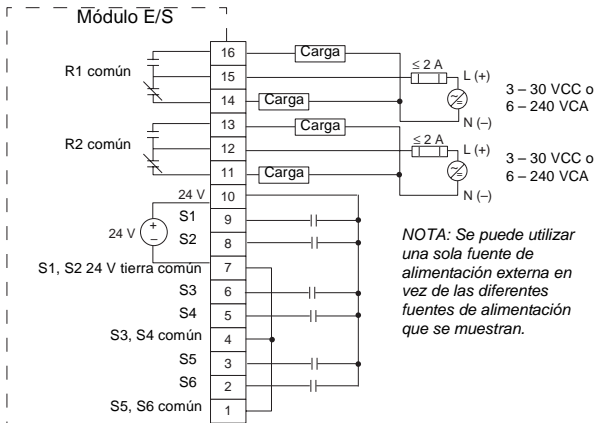 Módulo E/S
16
Carga
≤ 2 A
L (+)
R1 común
15
3 – 30 VCC o
6 – 240 VCA
14
Carga
N (–)
13
Carga
≤ 2 A
L (+)
R2 común
12
3 – 30 VCC o
6 – 240 VCA
11
Carga
N (–)
24 V
10
S1
9
24 V
+
–
S2
8
S1, S2 24 V tierra común
7
S3
6
S4
5
S3, S4 común
4
S5
3
S6
2
S5, S6 común
1
NOTA: Se puede utilizar
una sola fuente de
alimentación externa en
vez de las diferentes
fuentes de alimentación
que se muestran.